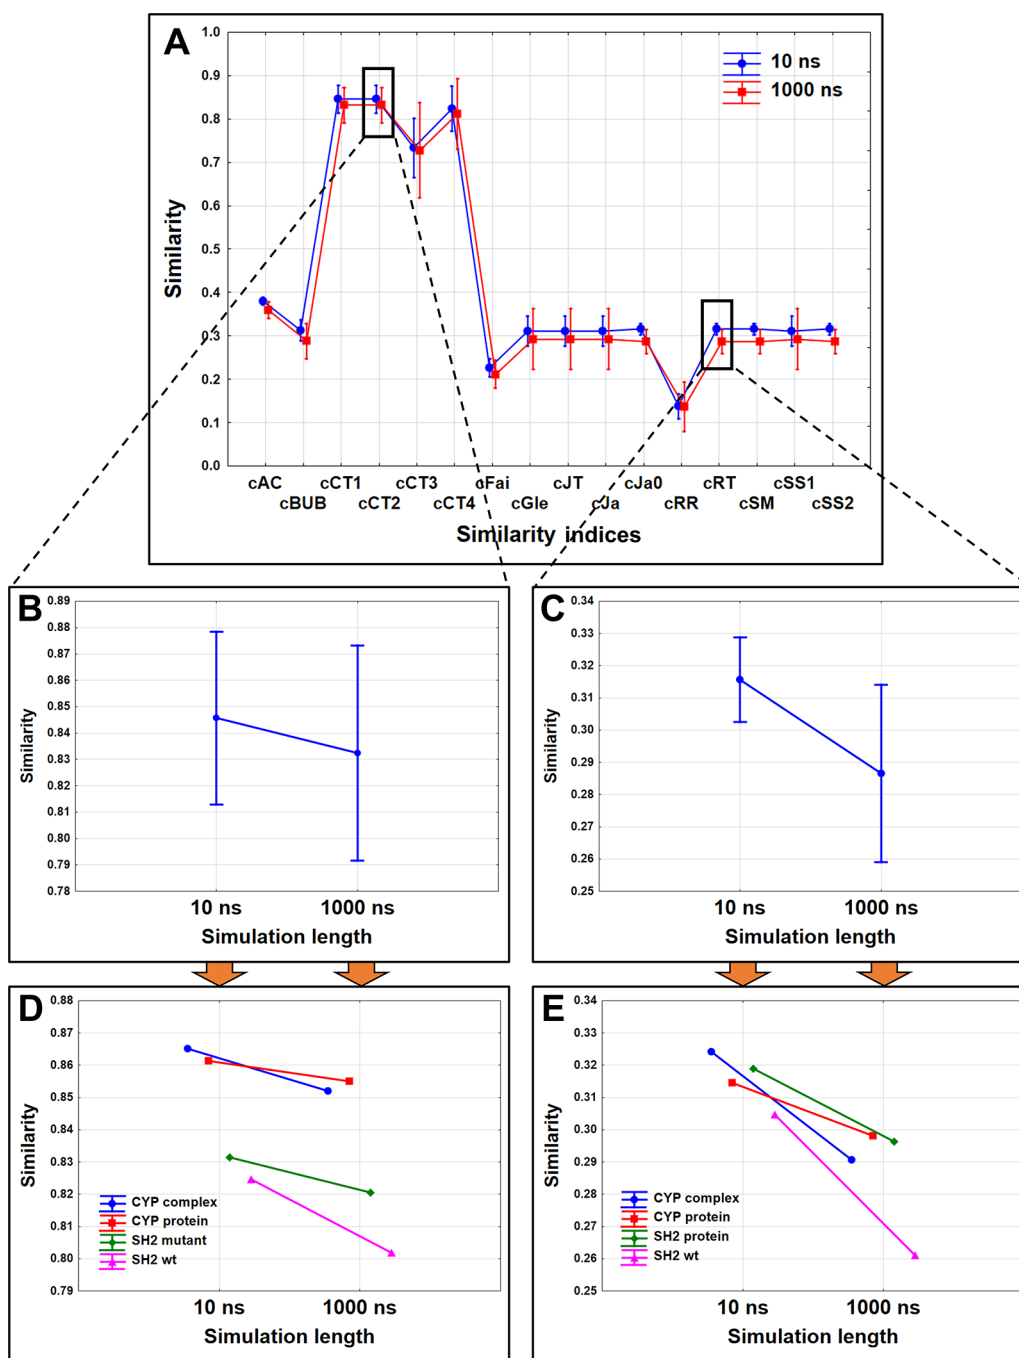 A
1.0
0.9
0.8
0.7
0.6
0.5
0.4
0.3
0.2
0.1
0.0
Similarity
10 ns
1000 ns
cAC
cBUB
cCT1
cCT2
cCT3
cCT4
cFai
cGle
cJT
cJa
cJa0
cRR
cRT
cSM
cSS1
cSS2
Similarity indices
B
0.89
0.88
0.87
0.86
0.85
0.84
0.83
0.82
0.81
0.80
0.79
0.78
Similarity
10 ns
1000 ns
Simulation length
C
0.34
0.33
0.32
0.31
0.30
0.29
0.28
0.27
0.26
0.25
Similarity
10 ns
1000 ns
Simulation length
D
0.88
0.87
0.86
0.85
0.84
0.83
0.82
0.81
0.80
0.79
Similarity
CYP complex
CYP protein
SH2 mutant
SH2 wt
10 ns
1000 ns
Simulation length
E
0.34
0.33
0.32
0.31
0.30
0.29
0.28
0.27
0.26
0.25
Similarity
CYP complex
CYP protein
SH2 protein
SH2 wt
10 ns
1000 ns
Simulation length